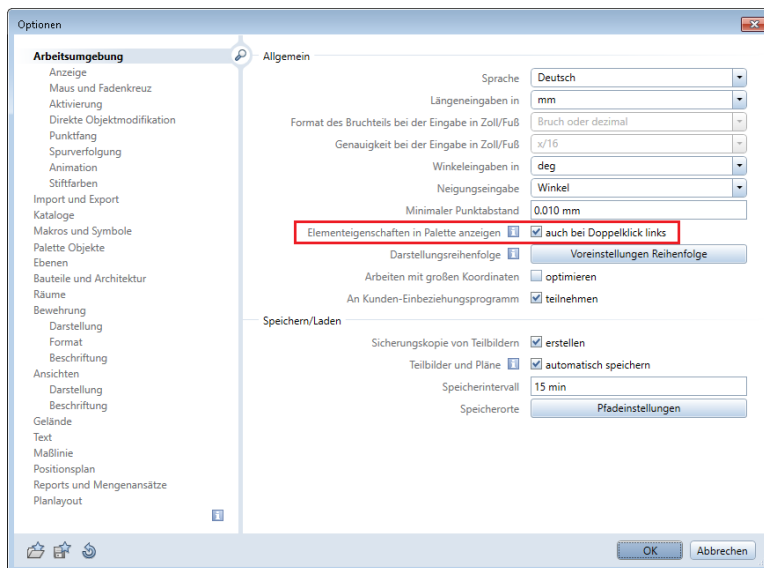 Optionen
Arbeitsumgebung
Anzeige
Maus und Fadenkreuz
Aktivierung
Direkte Objektmodifikation
Punktfang
Spurverfolgung
Animation
Stiftfarben
Import und Export
Kataloge
Makros und Symbole
Palette Objekte
Ebenen
Bauteile und Architektur
Räume
Bewehrung
Darstellung
Format
Beschriftung
Ansichten
Darstellung
Beschriftung
Gelände
Text
Maßlinie
Positionsplan
Reports und Mengenansätze
Planlayout
Allgemein
Sprache Deutsch
Längeneingaben in mm
Format des Bruchteils bei der Eingabe in Zoll/Fuß Bruch oder dezimal
Genauigkeit bei der Eingabe in Zoll/Fuß x/16
Winkeleingaben in deg
Neigungseingabe Winkel
Minimaler Punktabstand 0.010 mm
Elementeigenschaften in Palette anzeigen auch bei Doppelklick links
Darstellungsreihenfolge Voreinstellungen Reihenfolge
Arbeiten mit großen Koordinaten optimieren
An Kunden-Einbeziehungsprogramm teilnehmen
Speichern/Laden
Sicherungskopie von Teilbildern erstellen
Teilbilder und Pläne automatisch speichern
Speicherintervall 15 min
Speicherorte Pfadeinstellungen
OK Abbrechen